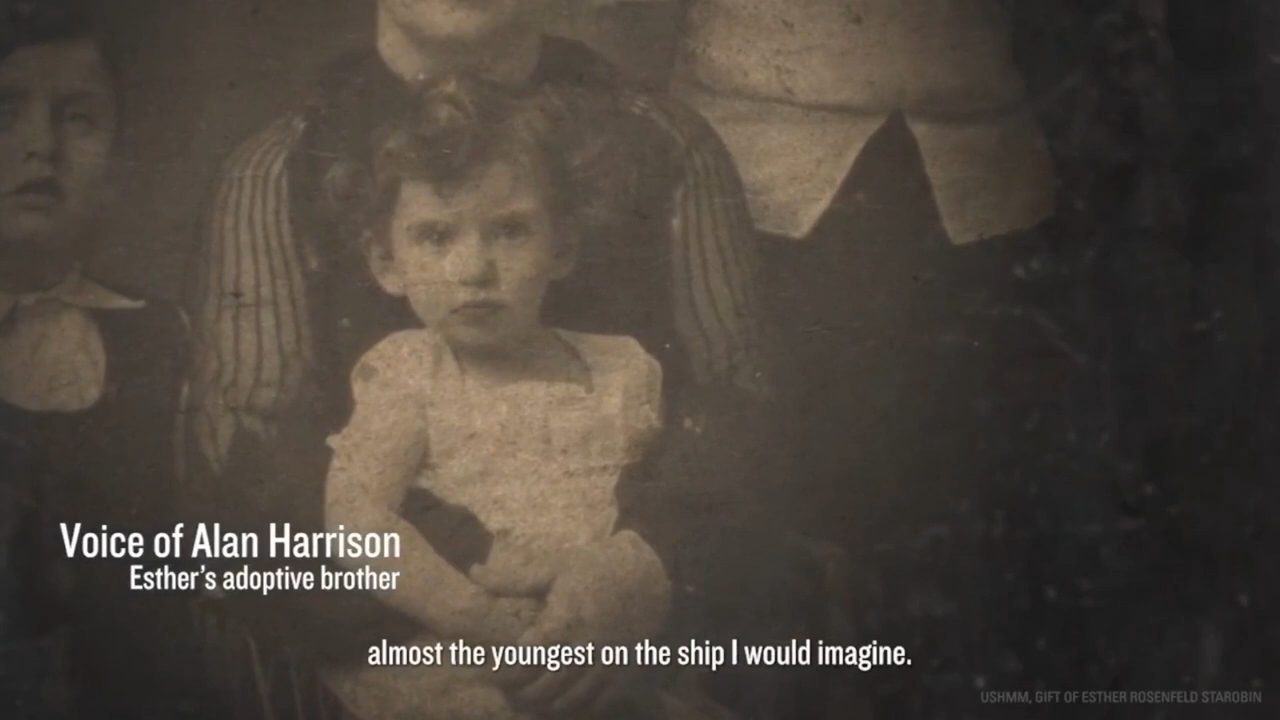 Voice of Alan Harrison
Esther’s adoptive brother
almost the youngest on the ship I would imagine.
USHMM, GIFT OF ESTHER ROSENFELD STAROBIN